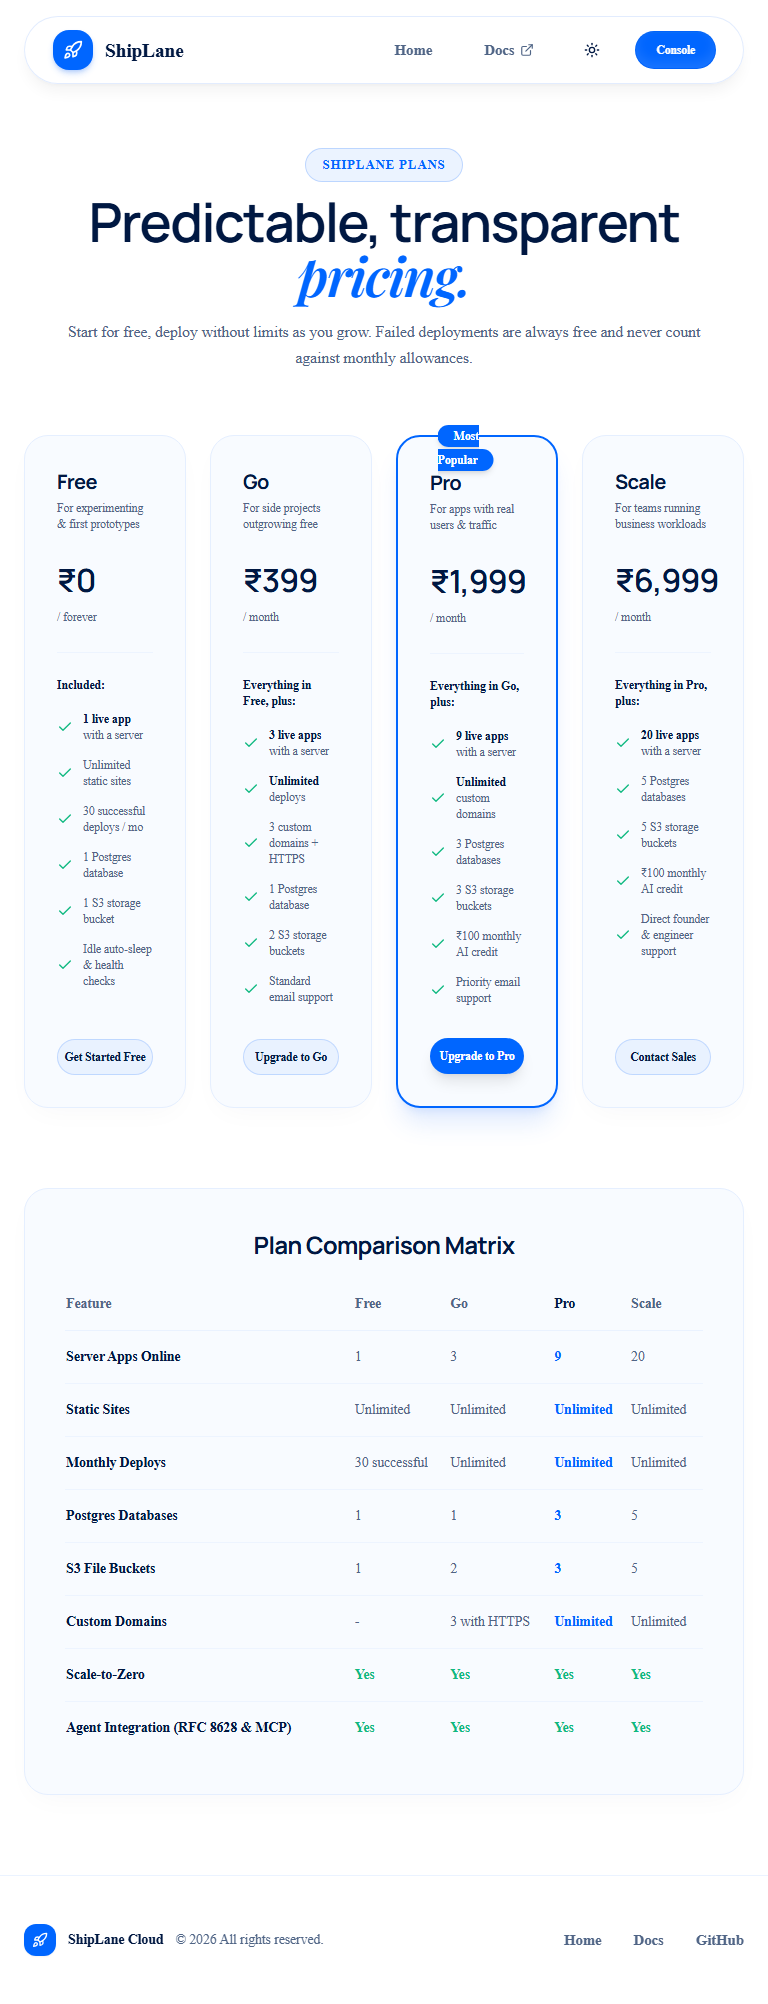 ShipLane
Home
Docs
Console
SHIPLANE PLANS
Predictable, transparent
pricing.
Start for free, deploy without limits as you grow. Failed deployments are always free and never count
against monthly allowances.
Free
For experimenting
& first prototypes
₹0
/ forever
Included:
1 live app
with a server
Unlimited
static sites
30 successful
deploys / mo
1 Postgres
database
1 S3 storage
bucket
Idle auto-sleep
& health
checks
Get Started Free
Go
For side projects
outgrowing free
₹399
/ month
Everything in
Free, plus:
3 live apps
with a server
Unlimited
deploys
3 custom
domains +
HTTPS
1 Postgres
database
2 S3 storage
buckets
Standard
email support
Upgrade to Go
Most
Popular
Pro
For apps with real
users & traffic
₹1,999
/ month
Everything in Go,
plus:
9 live apps
with a server
Unlimited
custom
domains
3 Postgres
databases
3 S3 storage
buckets
₹100 monthly
AI credit
Priority email
support
Upgrade to Pro
Scale
For teams running
business workloads
₹6,999
/ month
Everything in Pro,
plus:
20 live apps
with a server
5 Postgres
databases
5 S3 storage
buckets
₹100 monthly
AI credit
Direct founder
& engineer
support
Contact Sales
Plan Comparison Matrix
Feature Free Go Pro Scale
Server Apps Online 1 3 9 20
Static Sites Unlimited Unlimited Unlimited Unlimited
Monthly Deploys 30 successful Unlimited Unlimited Unlimited
Postgres Databases 1 1 3 5
S3 File Buckets 1 2 3 5
Custom Domains - 3 with HTTPS Unlimited Unlimited
Scale-to-Zero Yes Yes Yes Yes
Agent Integration (RFC 8628 & MCP) Yes Yes Yes Yes
ShipLane Cloud © 2026 All rights reserved.
Home Docs GitHub